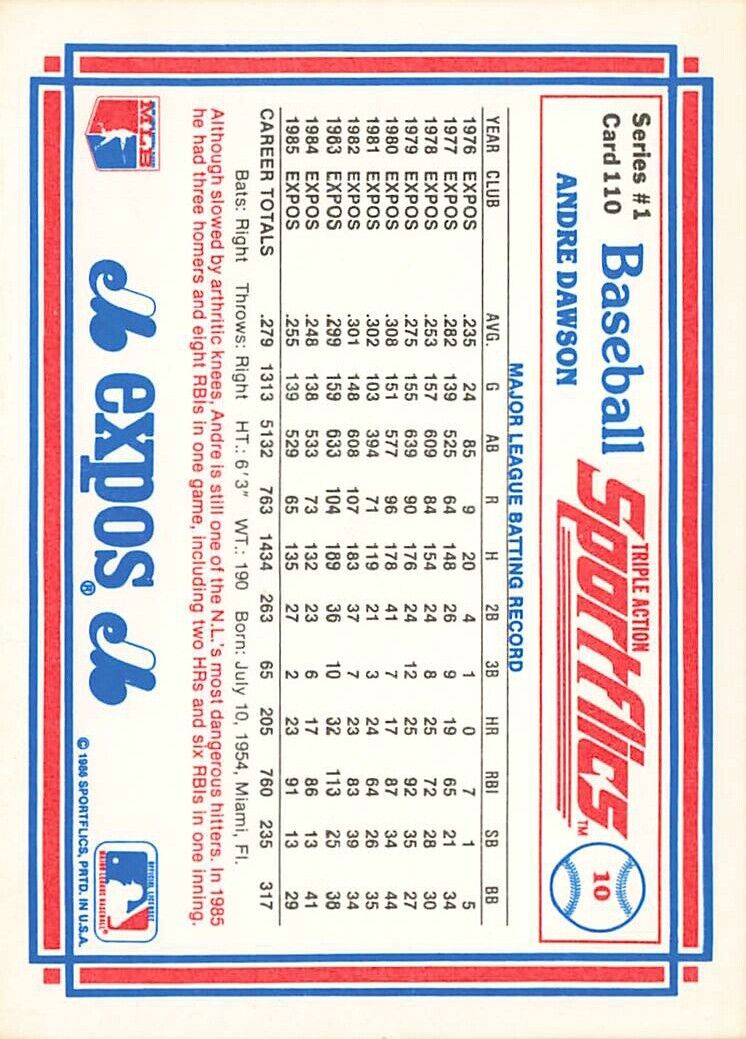 Series #1
Card 110
Baseball
TRIPLE ACTION
Sportflics™
10
ANDRE DAWSON
MAJOR LEAGUE BATTING RECORD
YEAR CLUB AVG. G AB R H 2B 3B HR RBI SB BB
1976 EXPOS .235 24 85 9 20 4 1 0 7 1 5
1977 EXPOS .282 139 525 64 148 26 9 19 65 21 34
1978 EXPOS .253 157 609 84 154 24 8 25 72 28 30
1979 EXPOS .275 155 639 90 176 24 12 25 92 35 27
1980 EXPOS .308 151 577 96 178 41 7 17 87 34 44
1981 EXPOS .302 103 394 71 119 21 3 24 64 26 35
1982 EXPOS .301 148 608 107 183 37 7 23 83 39 34
1983 EXPOS .299 159 633 104 189 36 10 32 113 25 38
1984 EXPOS .248 138 533 73 132 23 6 17 86 13 41
1985 EXPOS .255 139 529 65 135 27 2 23 91 13 29
CAREER TOTALS .279 1313 5132 763 1434 263 65 205 760 235 317
Bats: Right Throws: Right HT.: 6'3" WT.: 190 Born: July 10, 1954, Miami, Fl.
Although slowed by arthritic knees, Andre is still one of the N.L.'s most dangerous hitters. In 1985
he had three homers and eight RBIs in one game, including two HRs and six RBIs in one inning.
MLB
expos®
OFFICIAL LICENSEE
MAJOR LEAGUE BASEBALL®
© 1986 SPORTFLICS, PRTD. IN U.S.A.